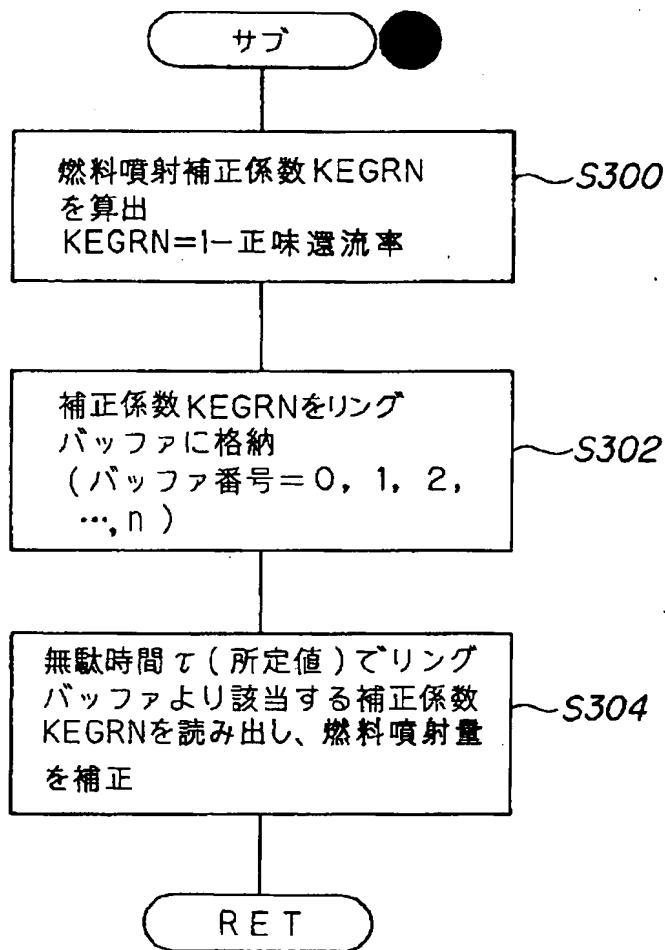 サブ
燃料噴射補正係数KEGRN
を算出
KEGRN=1-正味還流率
S300
補正係数KEGRNをリング
バッファに格納
(バッファ番号=0, 1, 2,
…, n )
S302
無駄時間τ(所定値)でリング
バッファより該当する補正係数
KEGRNを読み出し、燃料噴射量
を補正
S304
RET